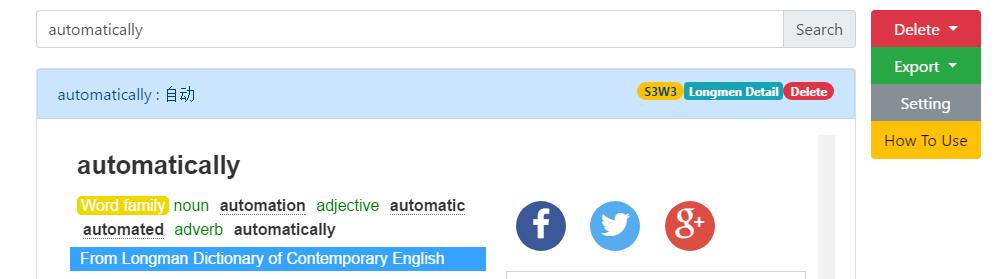 automatically Search
Delete
Export
Setting
How To Use
automatically : 自动 S3W3 Longmen Detail Delete
automatically
Word family noun automation adjective automatic
automated adverb automatically
From Longman Dictionary of Contemporary English
f g+